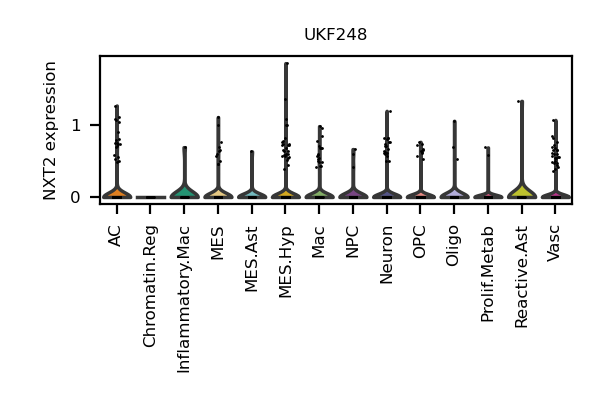 UKF248
NXT2 expression
1
0
AC
Chromatin.Reg
Inflammatory.Mac
MES
MES.Ast
MES.Hyp
Mac
NPC
Neuron
OPC
Oligo
Prolif.Metab
Reactive.Ast
Vasc